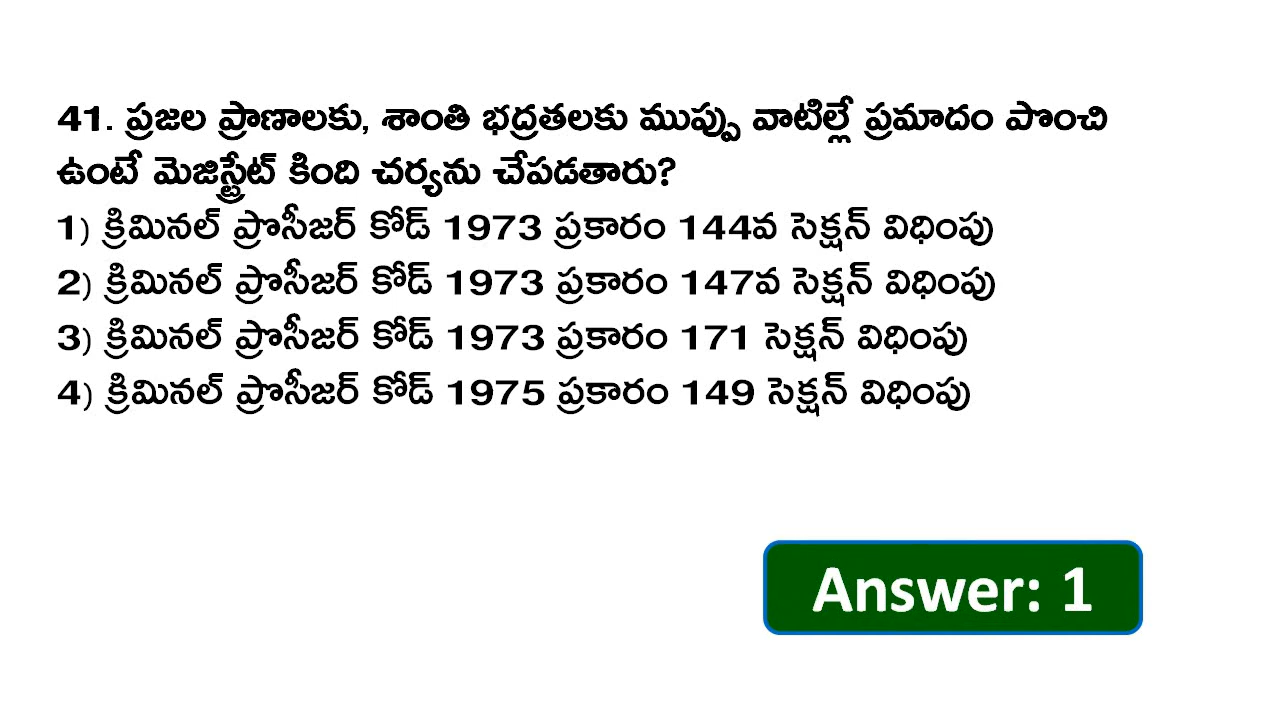 41. ప్రజల ప్రాణాలకు, శాంతి భద్రతలకు ముప్పు వాటిల్లే ప్రమాదం పొంచి
ఉంటే మెజిస్ట్రేట్ కింది చర్యను చేపడతారు?
1) క్రిమినల్ ప్రొసీజర్ కోడ్ 1973 ప్రకారం 144వ సెక్షన్ విధింపు
2) క్రిమినల్ ప్రొసీజర్ కోడ్ 1973 ప్రకారం 147వ సెక్షన్ విధింపు
3) క్రిమినల్ ప్రొసీజర్ కోడ్ 1973 ప్రకారం 171 సెక్షన్ విధింపు
4) క్రిమినల్ ప్రొసీజర్ కోడ్ 1975 ప్రకారం 149 సెక్షన్ విధింపు
Answer: 1